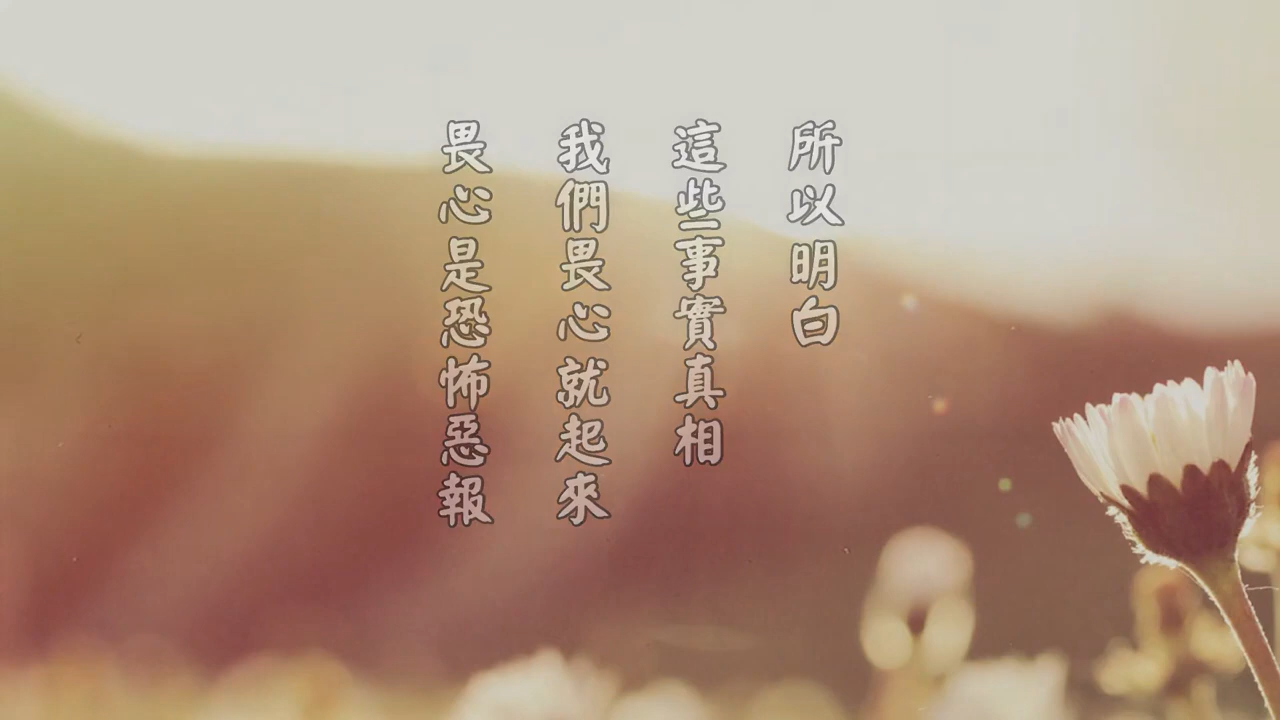 所以明白
這些事實真相
我們畏心就起來
畏心是恐怖惡報